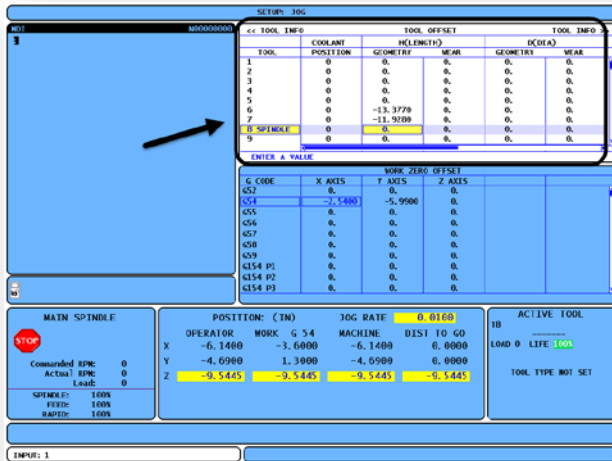 SETUP: JOG
MDI N00000000
<< TOOL INFO TOOL OFFSET TOOL INFO >>
COOLANT H(LENGTH) D(DIA)
TOOL POSITION GEOMETRY WEAR GEOMETRY WEAR
1 0 0. 0. 0. 0.
2 0 0. 0. 0. 0.
3 0 0. 0. 0. 0.
4 0 0. 0. 0. 0.
5 0 0. 0. 0. 0.
6 0 -13.3770 0. 0. 0.
7 0 -11.9280 0. 0. 0.
8 SPINDLE 0 0. 0. 0. 0.
9 0 0. 0. 0. 0.
ENTER A VALUE
WORK ZERO OFFSET
G CODE X AXIS Y AXIS Z AXIS
G52 0. 0. 0.
G54 -2.5400 -5.9900 0.
G55 0. 0. 0.
G56 0. 0. 0.
G57 0. 0. 0.
G58 0. 0. 0.
G59 0. 0. 0.
G154 P1 0. 0. 0.
G154 P2 0. 0. 0.
G154 P3 0. 0. 0.
MAIN SPINDLE
STOP
Commanded RPM: 0
Actual RPM: 0
Load: 0
SPINDLE: 100%
FEED: 100%
RAPID: 100%
POSITION: (IN) JOG RATE 0.0100
OPERATOR WORK G 54 MACHINE DIST TO GO
X -6.1400 -3.6000 -6.1400 0.0000
Y -4.6900 1.3000 -4.6900 0.0000
Z -9.5445 -9.5445 -9.5445 -9.5445
ACTIVE TOOL
18
-------
LOAD 0 LIFE 100%
TOOL TYPE NOT SET
INPUT: 1